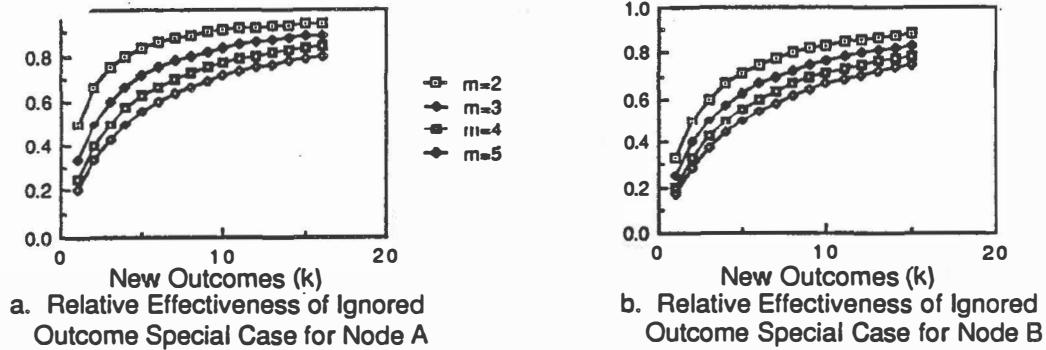 0.8
0.6
0.4
0.2
0.0
0
10
20
New Outcomes (k)
a. Relative Effectiveness of Ignored
Outcome Special Case for Node A
m=2
m=3
m=4
m=5
1.0
0.8
0.6
0.4
0.2
0.0
0
10
20
New Outcomes (k)
b. Relative Effectiveness of Ignored
Outcome Special Case for Node B